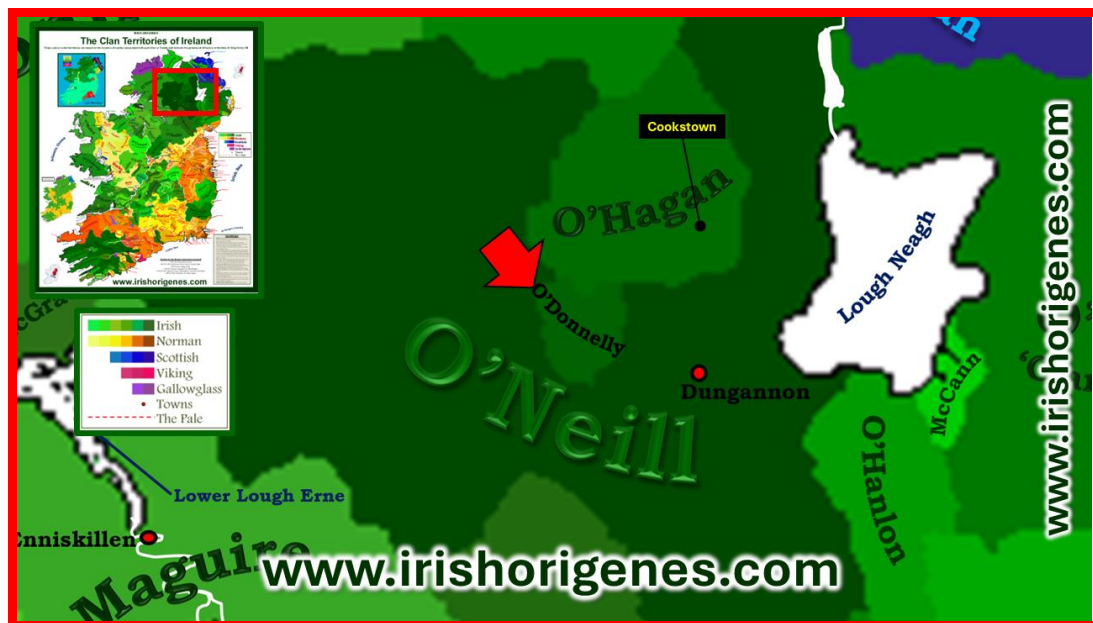 The Clan Territories of Ireland
www.irishorigenes.com
Irish
Norman
Scottish
Viking
Gallowglass
Towns
The Pale
Cookstown
O'Hagan
O'Donnelly
O'Neill
Dungannon
Lough Neagh
McCann
O'Hanlon
Lower Lough Erne
Enniskillen
Maguire
www.irishorigenes.com
www.irishorigenes.com